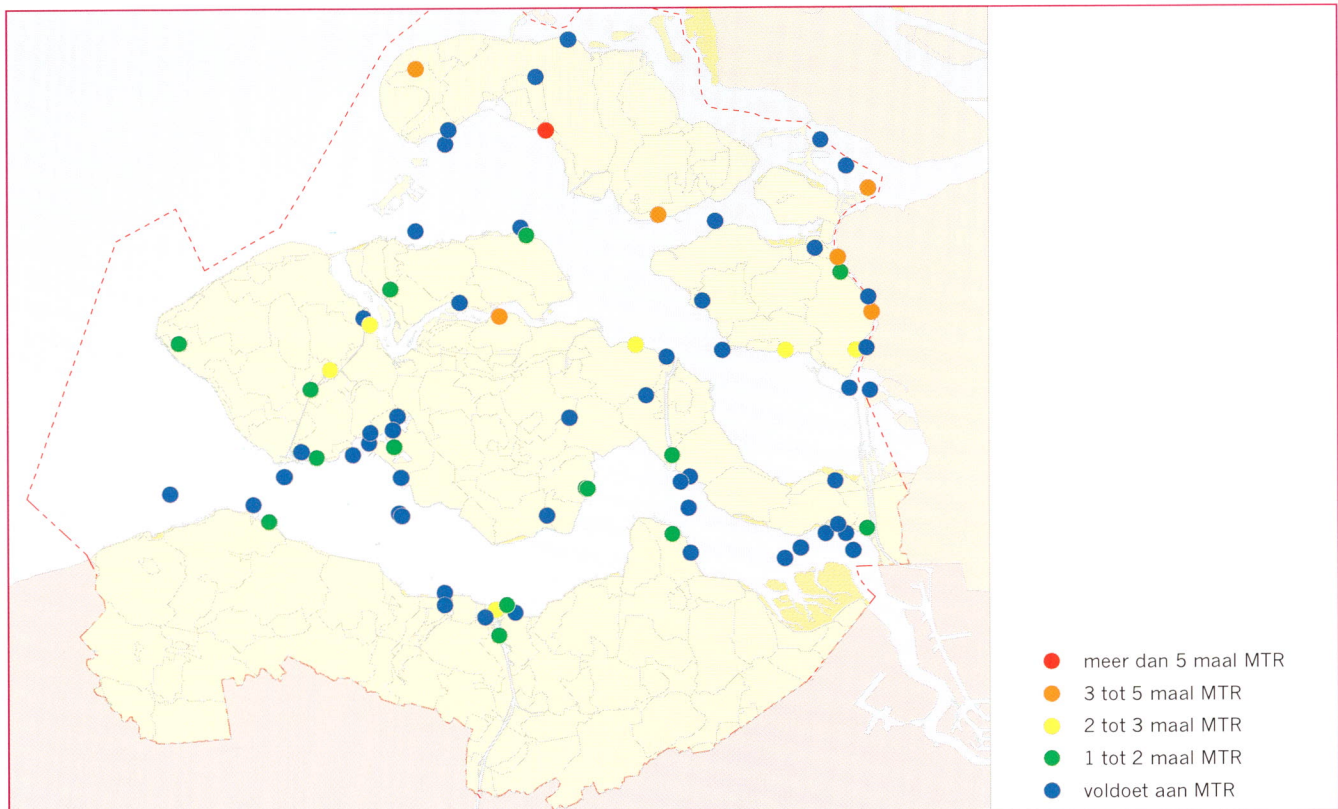 meer dan 5 maal MTR
3 tot 5 maal MTR
2 tot 3 maal MTR
1 tot 2 maal MTR
voldoet aan MTR